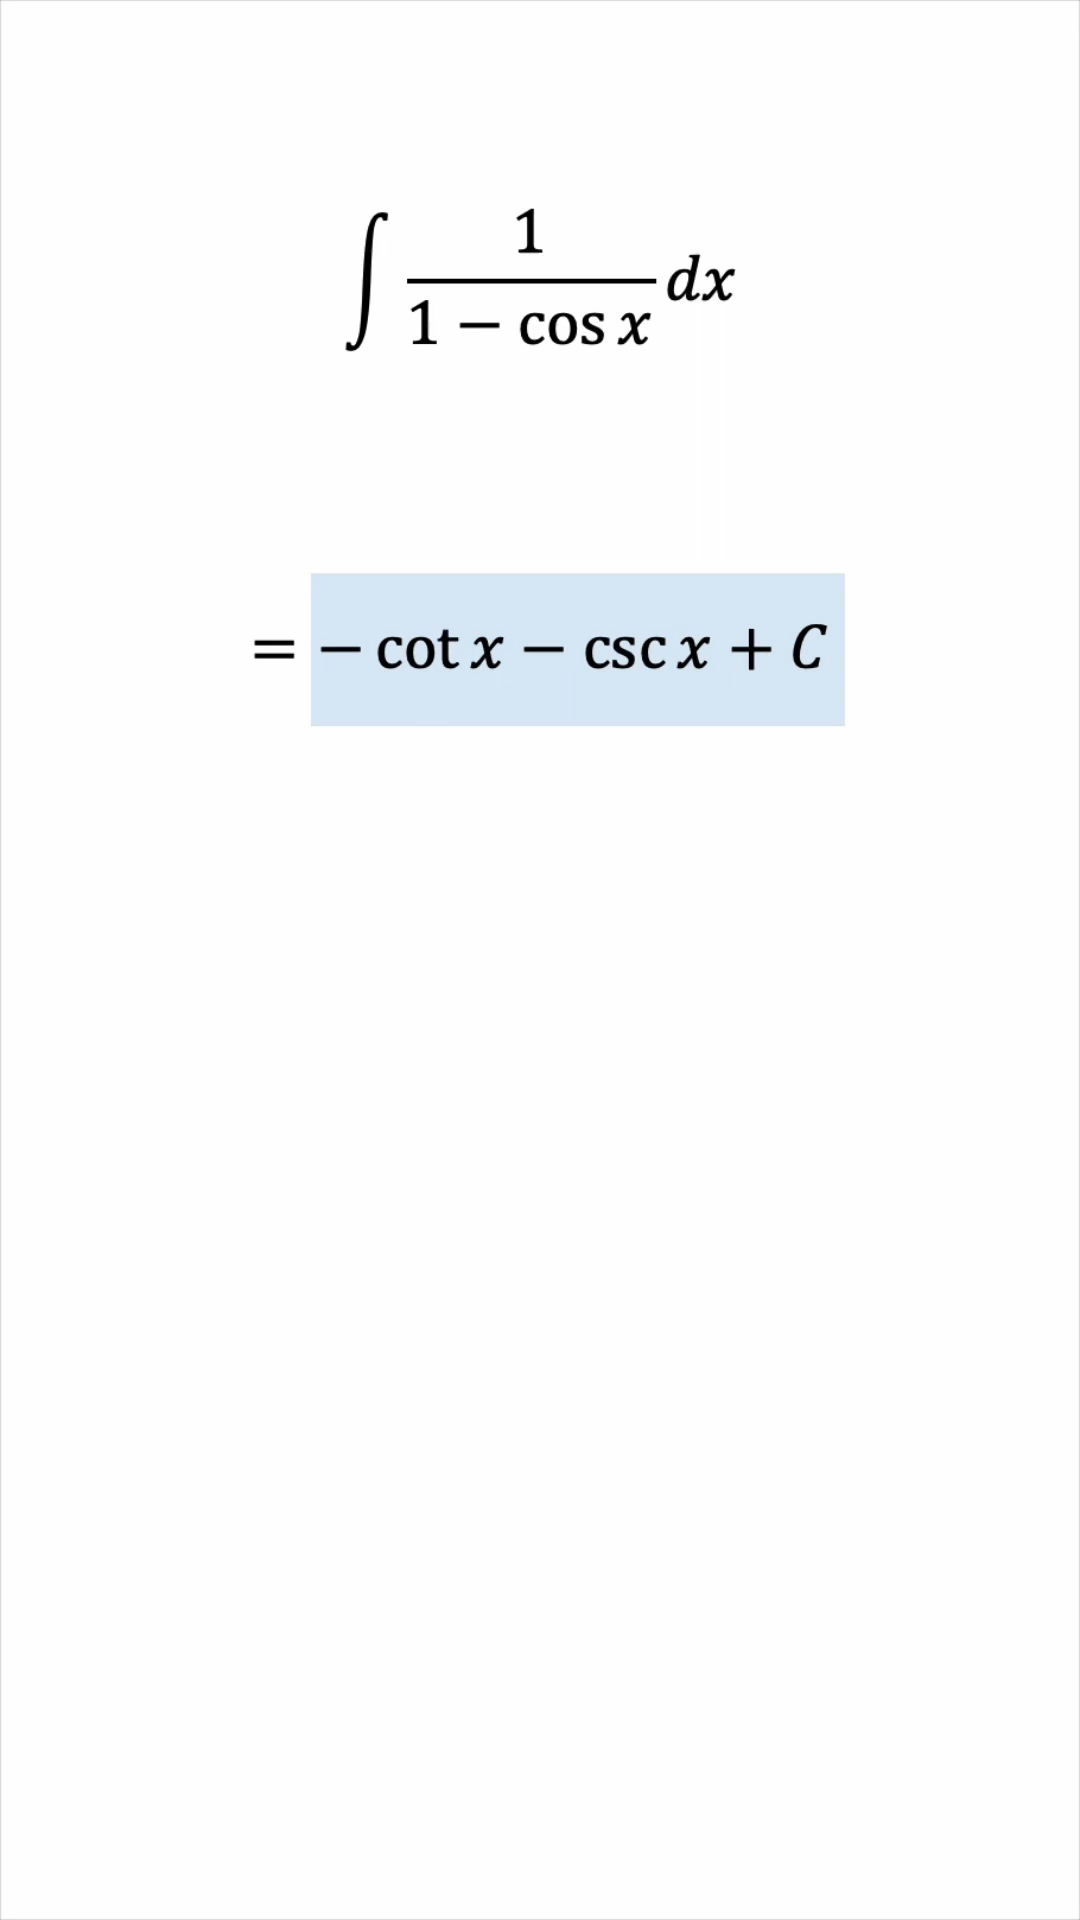 ∫ 1/(1 − cos x) dx
= − cot x − csc x + C